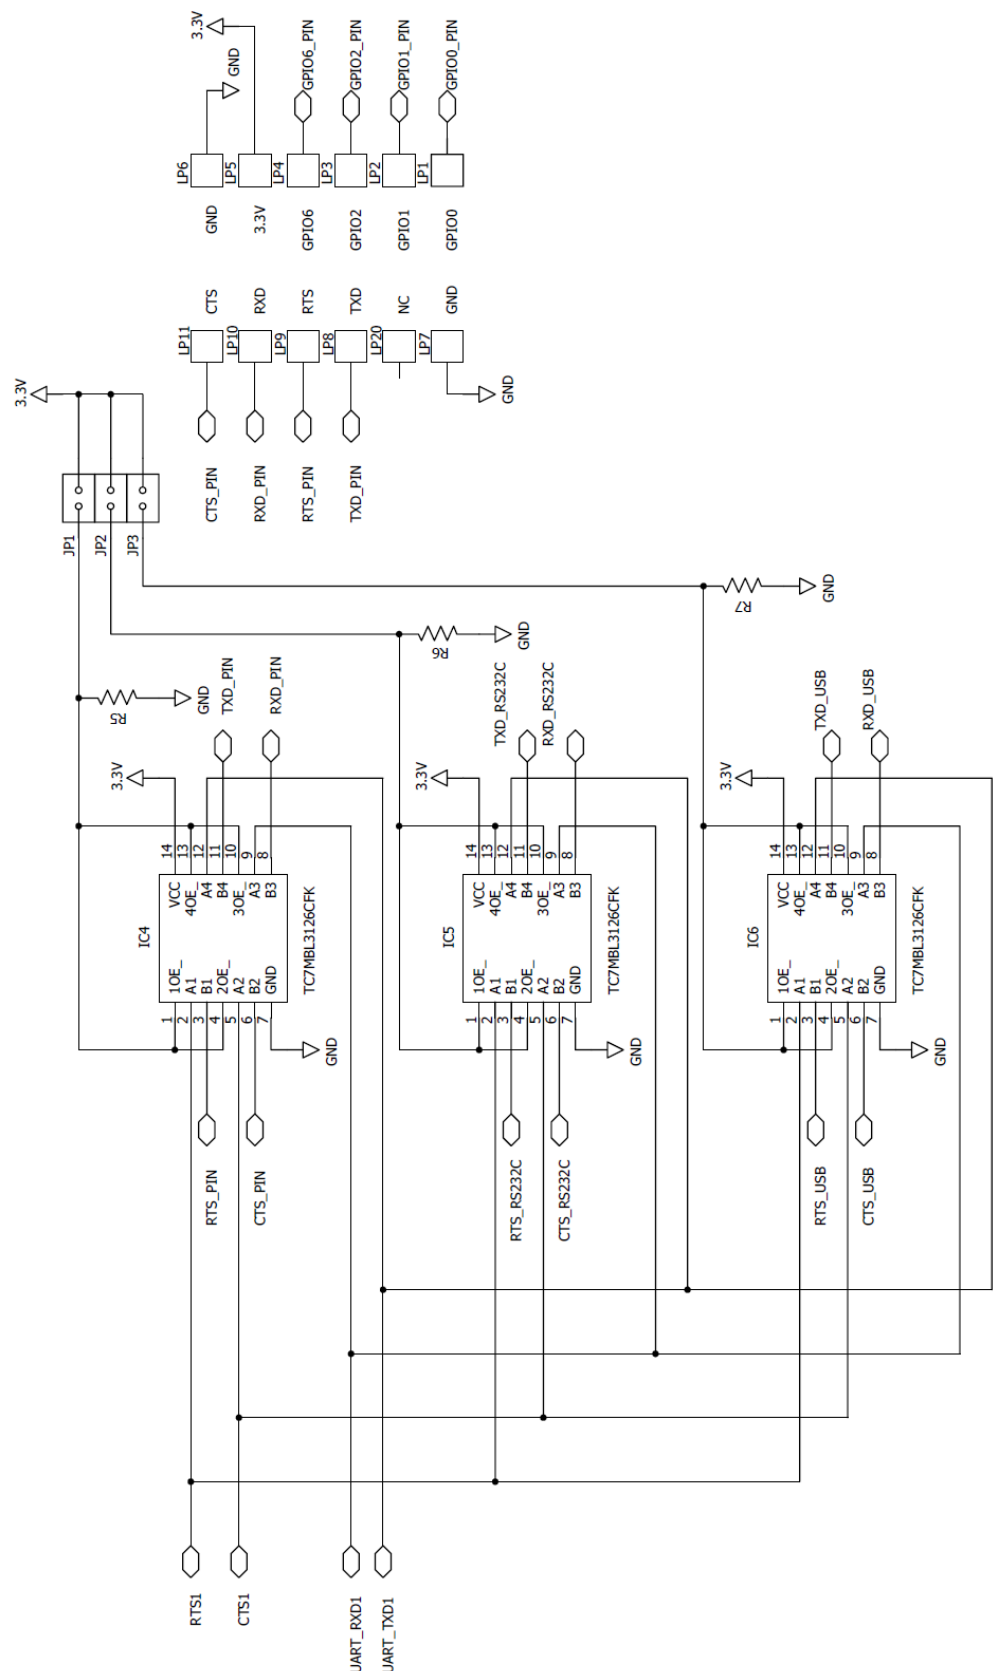 3.3V
GND
GPIO6_PIN
GPIO2_PIN
GPIO1_PIN
GPIO0_PIN
LP6
LP5
LP4
LP3
LP2
LP1
GND
3.3V
GPIO6
GPIO2
GPIO1
GPIO0
CTS
RXD
RTS
TXD
NC
GND
LP11
LP10
LP9
LP8
LP20
LP7
3.3V
GND
CTS_PIN
RXD_PIN
RTS_PIN
TXD_PIN
JP1
JP2
JP3
R7
GND
R6
GND
R5
GND
TXD_PIN
RXD_PIN
TXD_RS232C
RXD_RS232C
TXD_USB
RXD_USB
3.3V
14
13
12
11
10
9
8
VCC
4OE_
A4
B4
3OE_
A3
B3
IC4
TC7MBL3126CFK
1OE_
A1
B1
2OE_
A2
B2
GND
1
2
3
4
5
6
7
GND
RTS_PIN
CTS_PIN
3.3V
14
13
12
11
10
9
8
VCC
4OE_
A4
B4
3OE_
A3
B3
IC5
TC7MBL3126CFK
1OE_
A1
B1
2OE_
A2
B2
GND
1
2
3
4
5
6
7
GND
RTS_RS232C
CTS_RS232C
3.3V
14
13
12
11
10
9
8
VCC
4OE_
A4
B4
3OE_
A3
B3
IC6
TC7MBL3126CFK
1OE_
A1
B1
2OE_
A2
B2
GND
1
2
3
4
5
6
7
GND
RTS_USB
CTS_USB
RTS1
CTS1
UART_RXD1
UART_TXD1